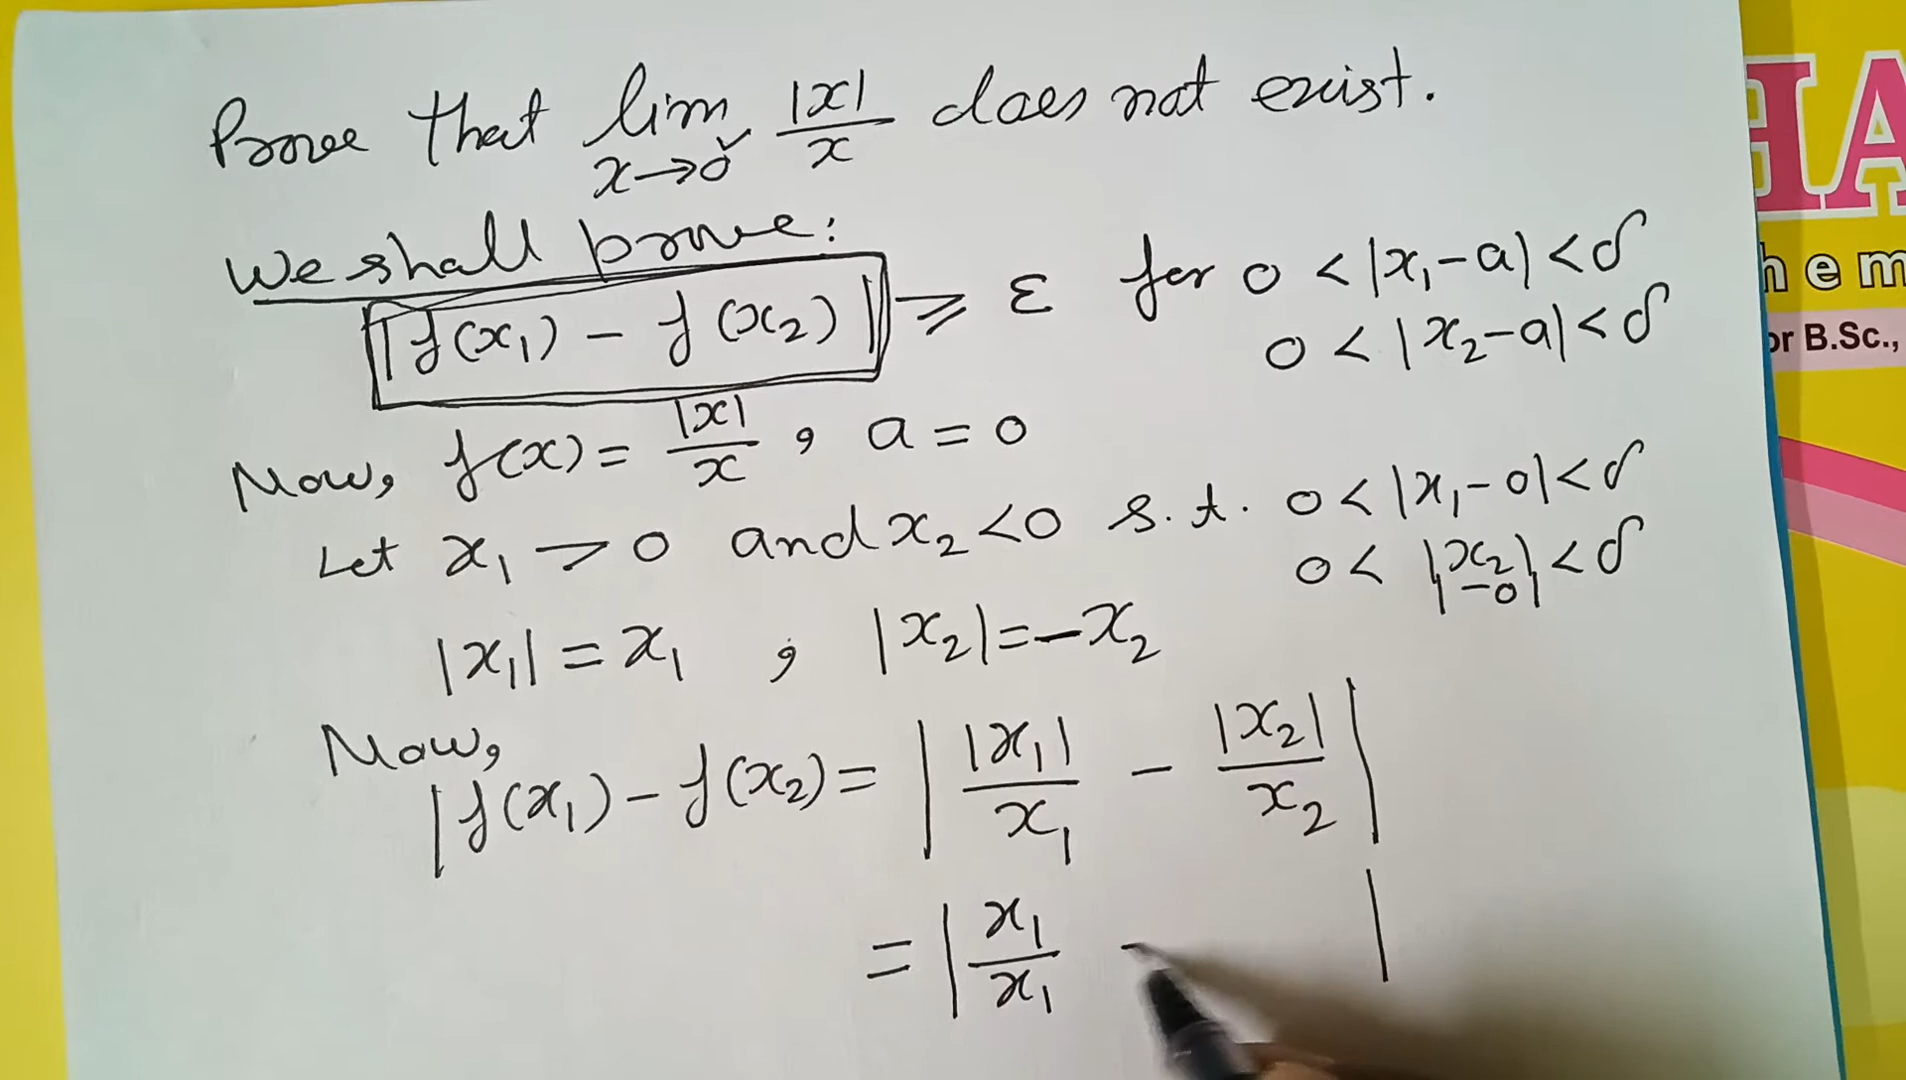 Prove that lim x→0 |x|/x does not exist.
We shall prove:
|f(x₁) - f(x₂)| ⩾ ε for 0 < |x₁-a| < δ
0 < |x₂-a| < δ
Now, f(x) = |x|/x , a = 0
Let x₁ > 0 and x₂ < 0 s.t. 0 < |x₁-0| < δ
0 < |x₂-0| < δ
|x₁| = x₁ , |x₂| = -x₂
Now,
|f(x₁) - f(x₂) = | |x₁|/x₁ - |x₂|/x₂ |
= | x₁/x₁ - |
HA
hem
or B.Sc.,